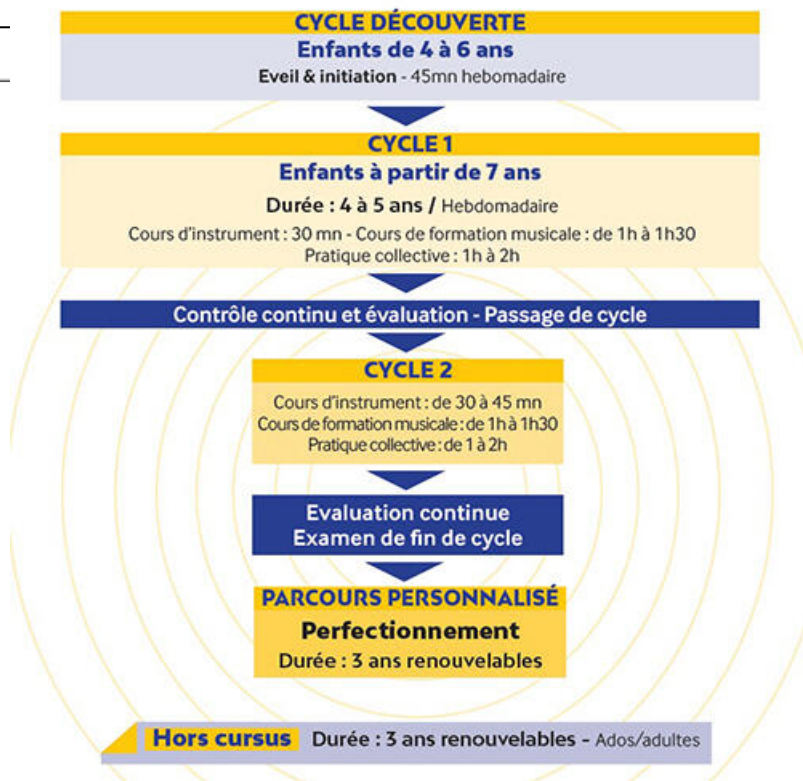 CYCLE DÉCOUVERTE
Enfants de 4 à 6 ans
Eveil & initiation - 45mn hebomadaire
CYCLE 1
Enfants à partir de 7 ans
Durée : 4 à 5 ans / Hebdomadaire
Cours d'instrument : 30 mn - Cours de formation musicale : de 1h à 1h30
Pratique collective : 1h à 2h
Contrôle continu et évaluation - Passage de cycle
CYCLE 2
Cours d'instrument : de 30 à 45 mn
Cours de formation musicale : de 1h à 1h30
Pratique collective : de 1 à 2h
Evaluation continue
Examen de fin de cycle
PARCOURS PERSONNALISÉ
Perfectionnement
Durée : 3 ans renouvelables
Hors cursus Durée : 3 ans renouvelables - Ados/adultes